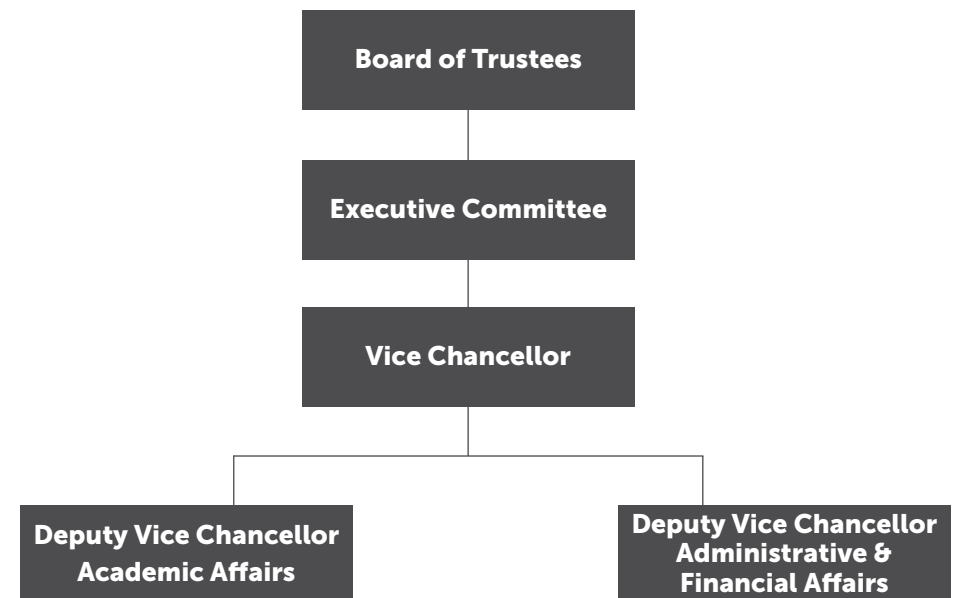 Board of Trustees
Executive Committee
Vice Chancellor
Deputy Vice Chancellor
Academic Affairs
Deputy Vice Chancellor
Administrative &
Financial Affairs